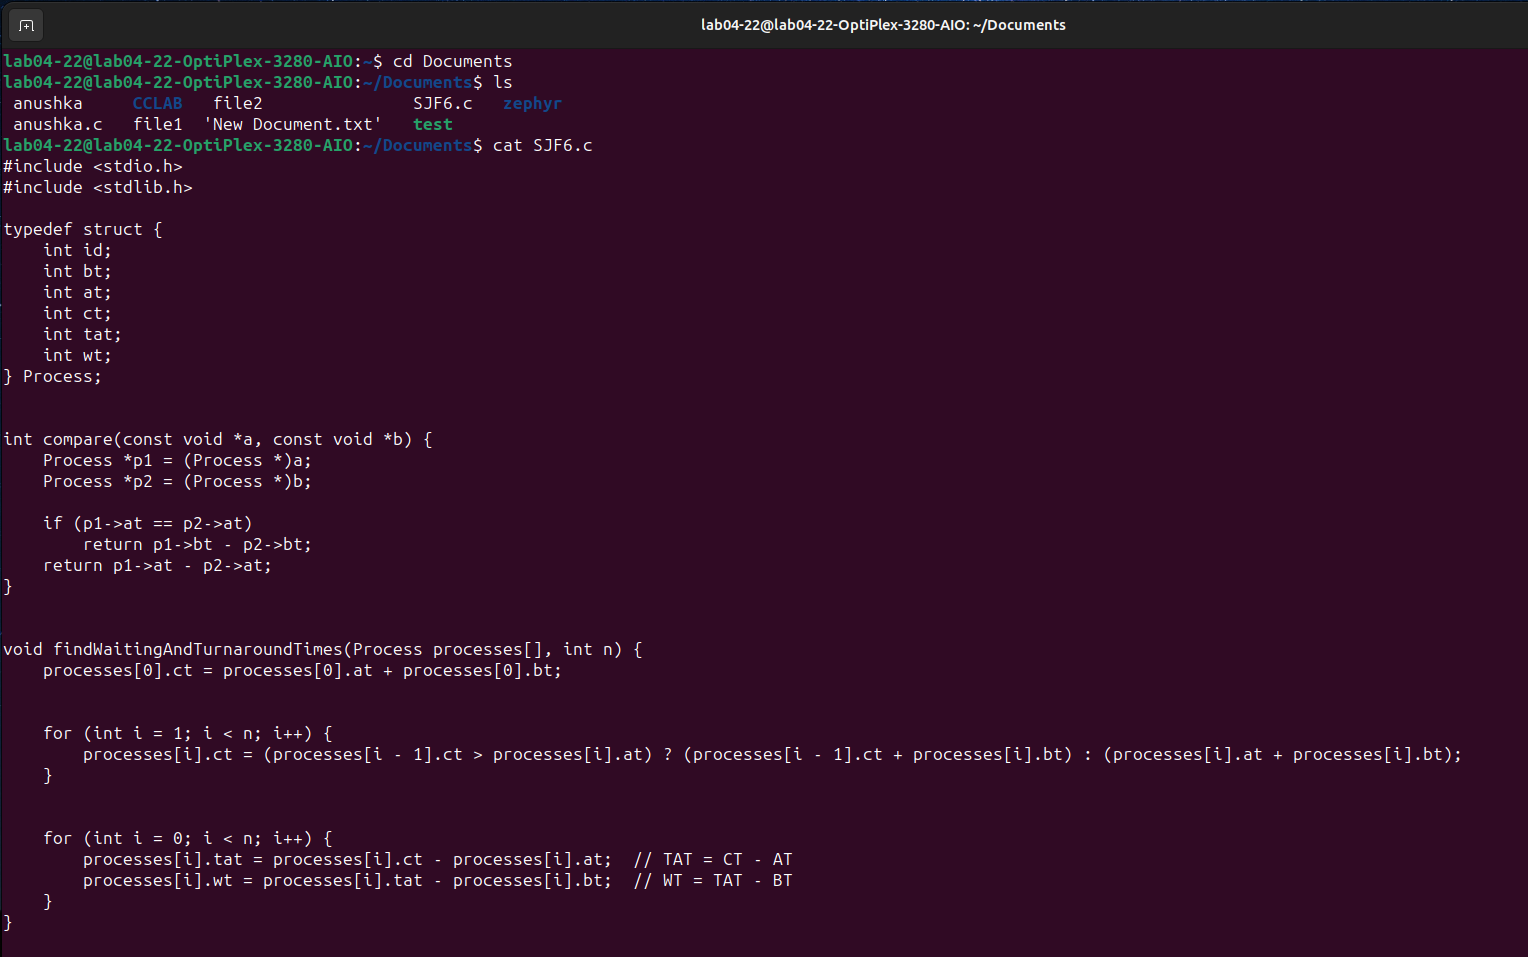 lab04-22@lab04-22-OptiPlex-3280-AIO: ~/Documents
lab04-22@lab04-22-OptiPlex-3280-AIO:~$ cd Documents
lab04-22@lab04-22-OptiPlex-3280-AIO:~/Documents$ ls
 anushka     CCLAB   file2               SJF6.c   zephyr
 anushka.c   file1  'New Document.txt'   test
lab04-22@lab04-22-OptiPlex-3280-AIO:~/Documents$ cat SJF6.c
#include <stdio.h>
#include <stdlib.h>

typedef struct {
    int id;
    int bt;
    int at;
    int ct;
    int tat;
    int wt;
} Process;


int compare(const void *a, const void *b) {
    Process *p1 = (Process *)a;
    Process *p2 = (Process *)b;

    if (p1->at == p2->at)
        return p1->bt - p2->bt;
    return p1->at - p2->at;
}


void findWaitingAndTurnaroundTimes(Process processes[], int n) {
    processes[0].ct = processes[0].at + processes[0].bt;


    for (int i = 1; i < n; i++) {
        processes[i].ct = (processes[i - 1].ct > processes[i].at) ? (processes[i - 1].ct + processes[i].bt) : (processes[i].at + processes[i].bt);
    }


    for (int i = 0; i < n; i++) {
        processes[i].tat = processes[i].ct - processes[i].at;  // TAT = CT - AT
        processes[i].wt = processes[i].tat - processes[i].bt;  // WT = TAT - BT
    }
}